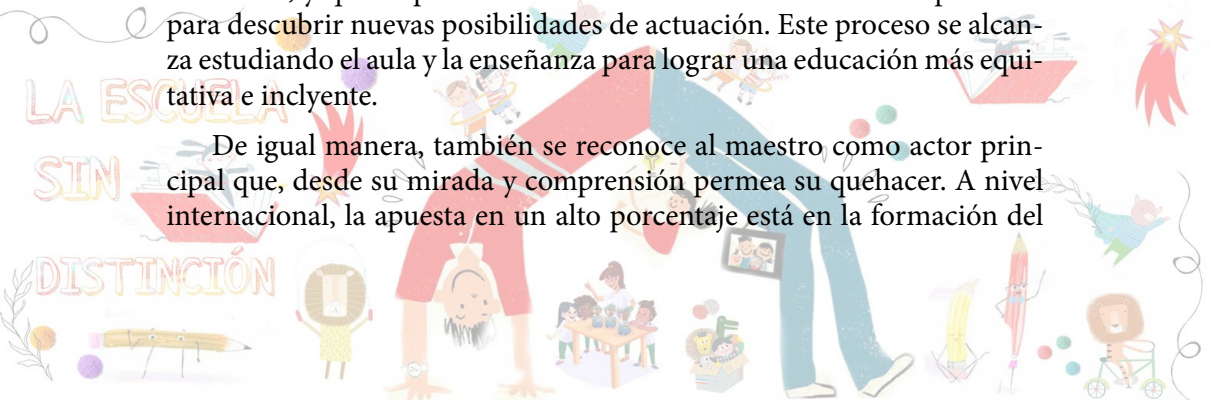 para descubrir nuevas posibilidades de actuación. Este proceso se alcan-
za estudiando el aula y la enseñanza para lograr una educación más equi-
tativa e inclyente.
De igual manera, también se reconoce al maestro como actor prin-
cipal que, desde su mirada y comprensión permea su quehacer. A nivel
internacional, la apuesta en un alto porcentaje está en la formación del
LA ESCUELA
SIN
DISTINCIÓN